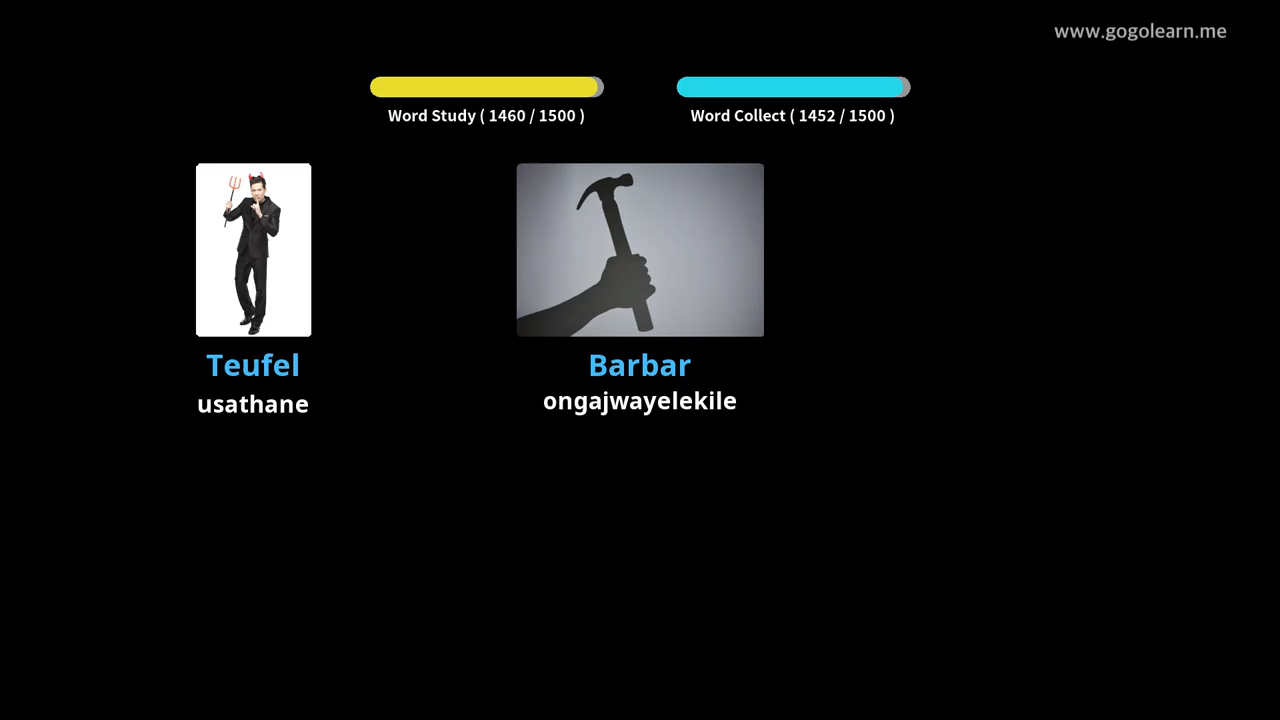 www.gogolearn.me
Word Study ( 1460 / 1500 )
Word Collect ( 1452 / 1500 )
Teufel
usathane
Barbar
ongajwayelekile